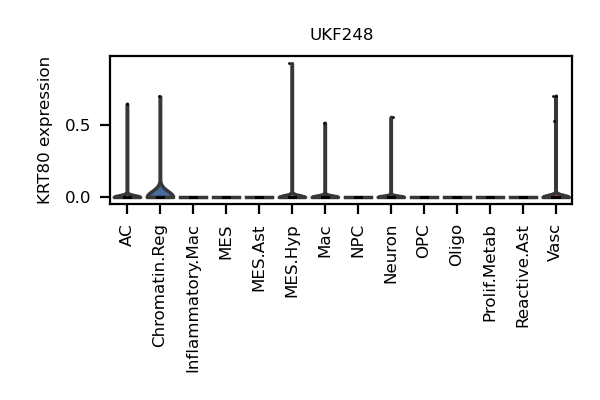 UKF248
KRT80 expression
0.5
0.0
AC
Chromatin.Reg
Inflammatory.Mac
MES
MES.Ast
MES.Hyp
Mac
NPC
Neuron
OPC
Oligo
Prolif.Metab
Reactive.Ast
Vasc